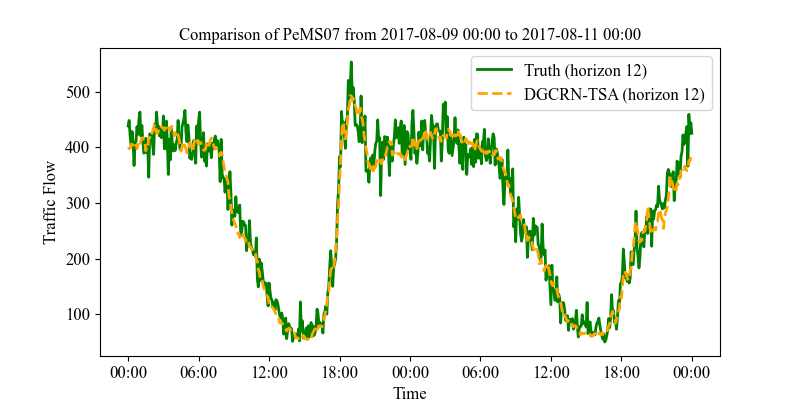 Comparison of PeMS07 from 2017-08-09 00:00 to 2017-08-11 00:00
Truth (horizon 12)
DGCRN-TSA (horizon 12)
Traffic Flow
500
400
300
200
100
00:00 06:00 12:00 18:00 00:00 06:00 12:00 18:00 00:00
Time